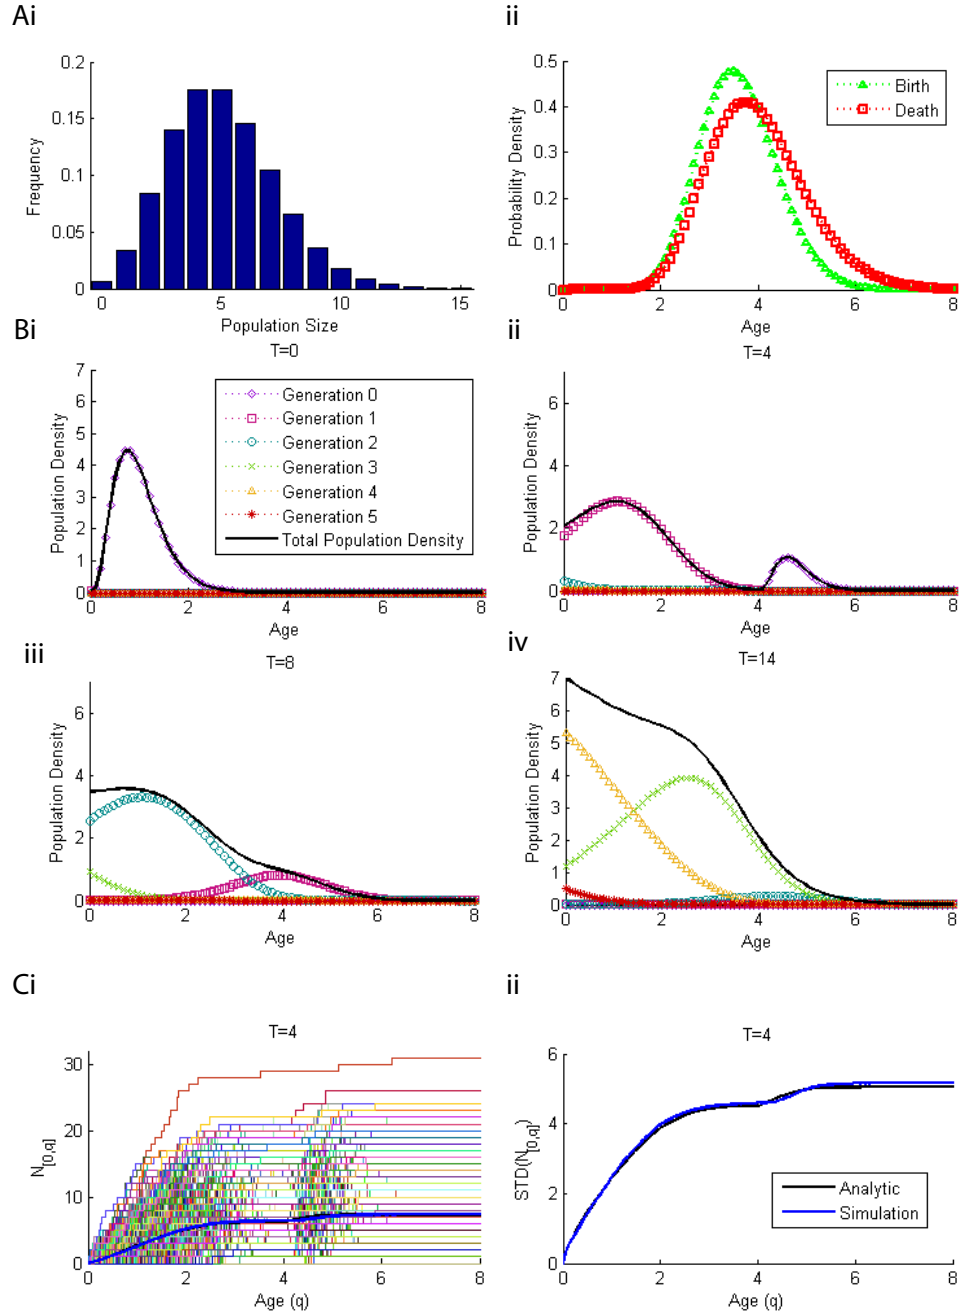 Ai
0.2
0.15
0.1
0.05
0
Frequency
0 5 10 15
Population Size
ii
0.5
0.4
0.3
0.2
0.1
0
Probability Density
Birth
Death
0 2 4 6 8
Age
Bi
T=0
7
6
5
4
3
2
1
0
Population Density
Generation 0
Generation 1
Generation 2
Generation 3
Generation 4
Generation 5
Total Population Density
0 2 4 6 8
Age
ii
T=4
6
4
2
0
Population Density
0 2 4 6 8
Age
iii
T=8
6
4
2
0
Population Density
0 2 4 6 8
Age
iv
T=14
7
6
5
4
3
2
1
0
Population Density
0 2 4 6 8
Age
Ci
T=4
30
20
10
0
N[0,q]
0 2 4 6 8
Age (q)
ii
T=4
6
4
2
0
STD(N[0,q])
Analytic
Simulation
0 2 4 6 8
Age (q)